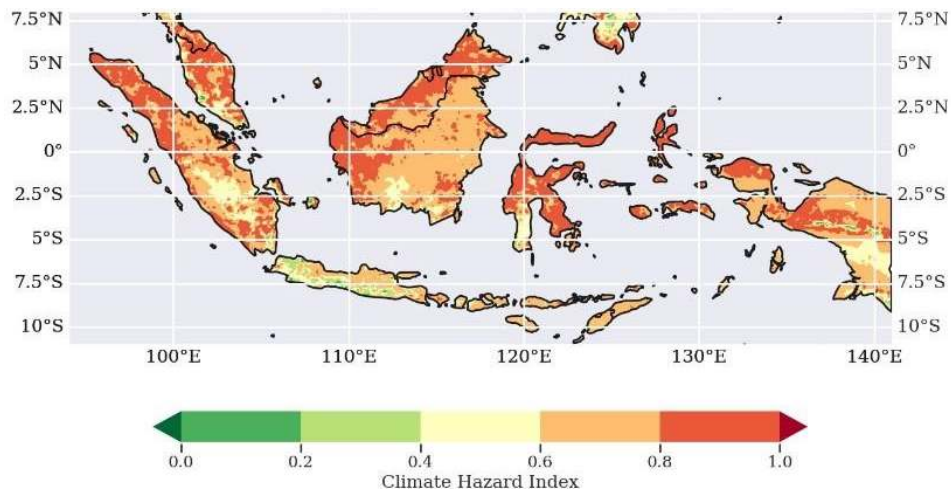 7.5°N 7.5°N
5°N 5°N
2.5°N 2.5°N
0° 0°
2.5°S 2.5°S
5°S 5°S
7.5°S 7.5°S
10°S 10°S
100°E 110°E 120°E 130°E 140°E
0.0 0.2 0.4 0.6 0.8 1.0
Climate Hazard Index